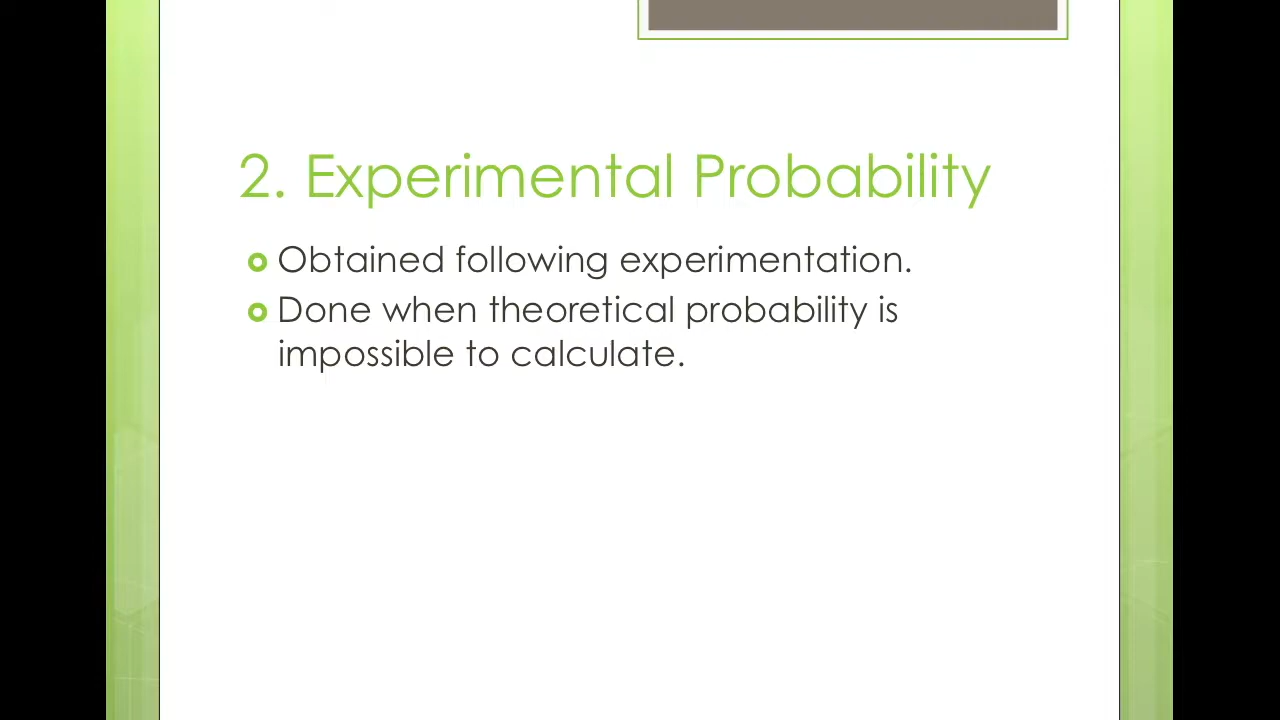 2. Experimental Probability
Obtained following experimentation.
Done when theoretical probability is
impossible to calculate.